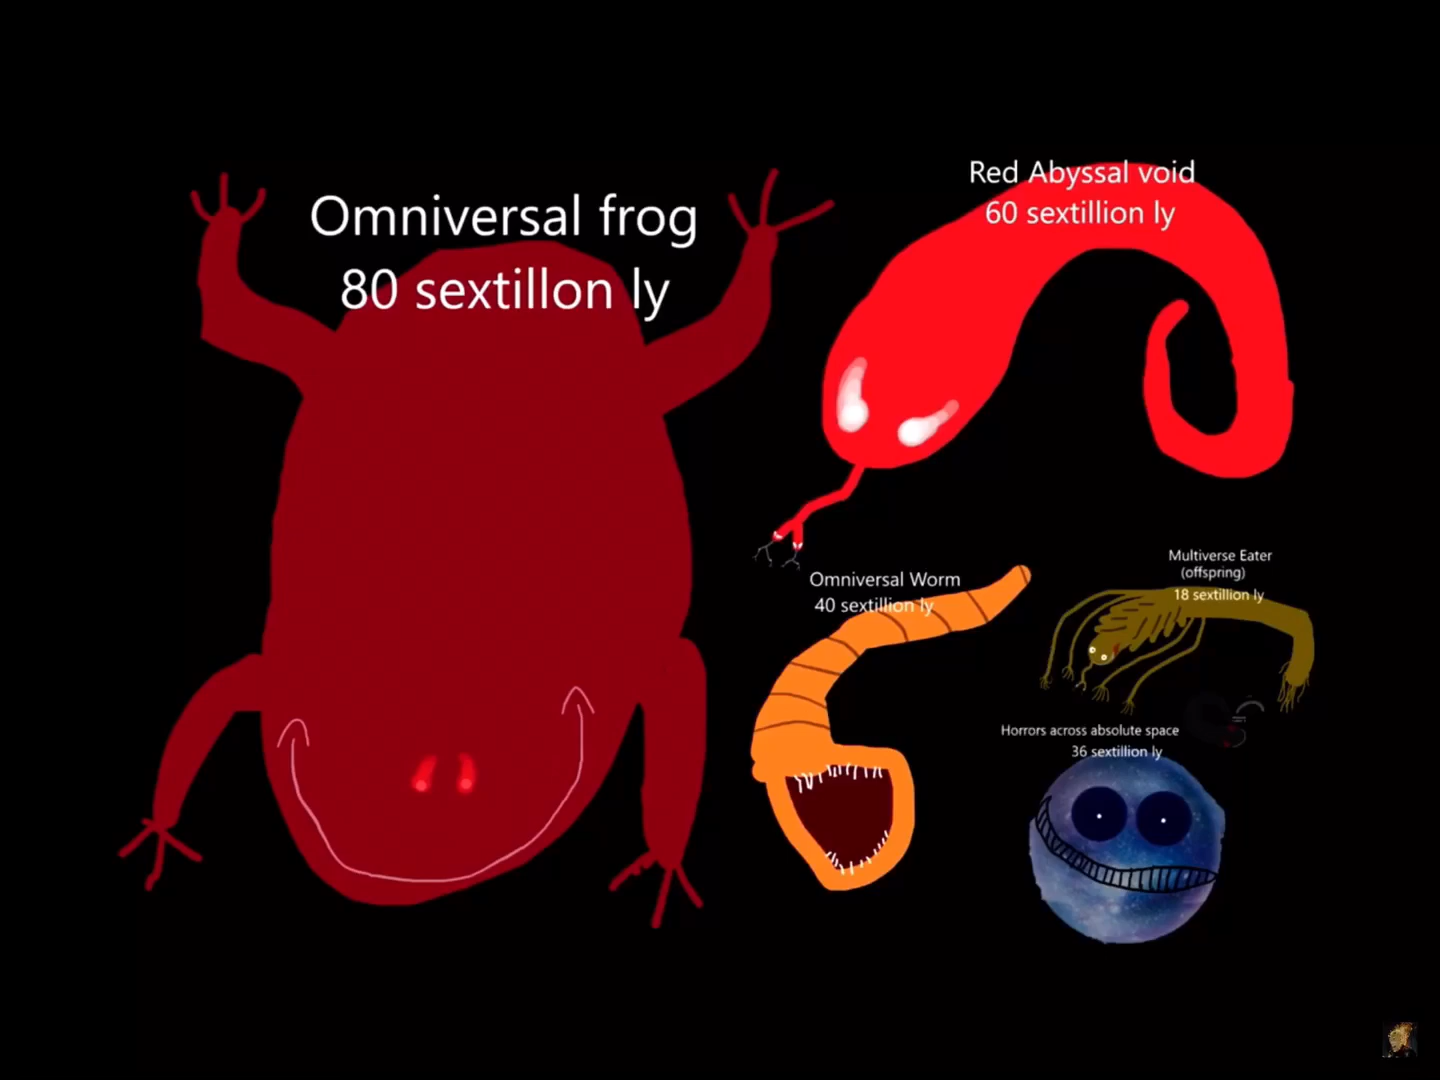 Omniversal frog
80 sextillon ly
Red Abyssal void
60 sextillion ly
Omniversal Worm
40 sextillion ly
Multiverse Eater
(offspring)
18 sextillion ly
Horrors across absolute space
36 sextillion ly